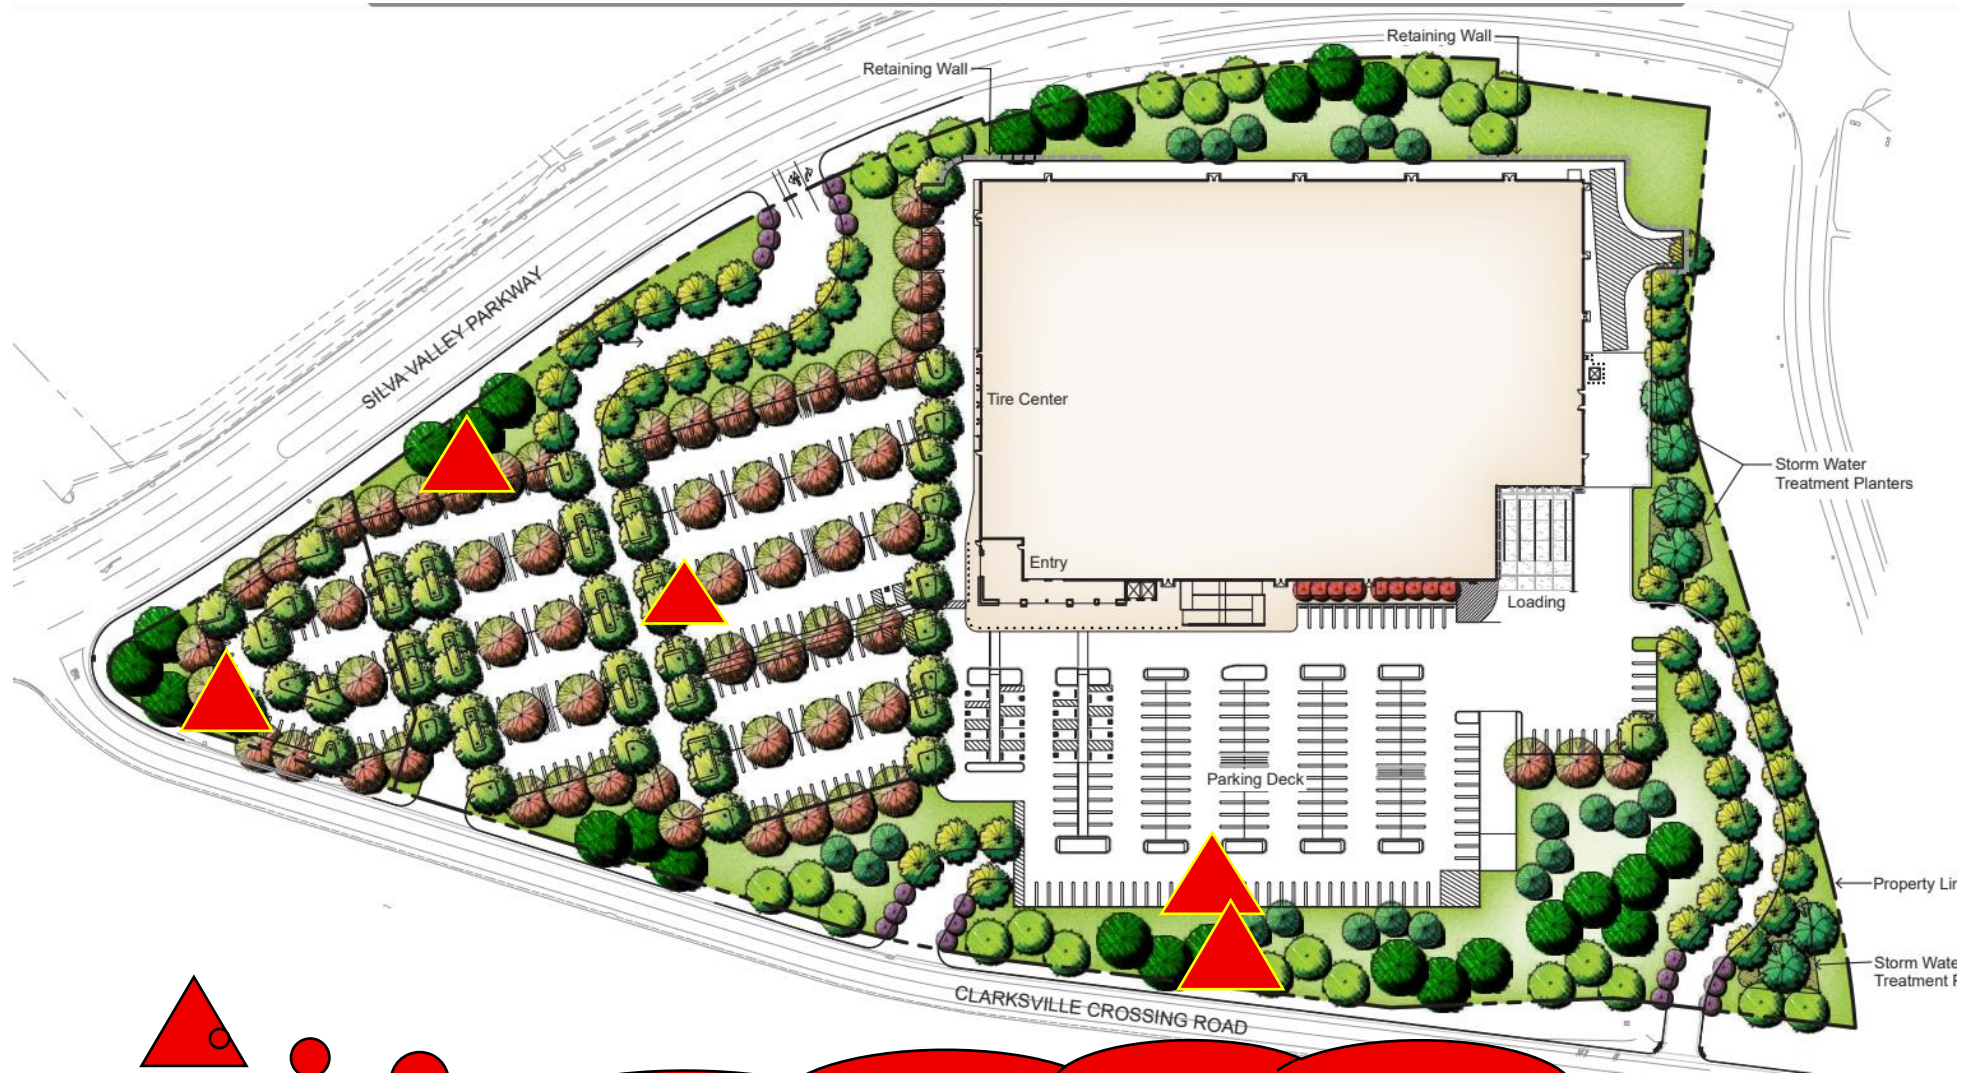 Retaining Wall
Retaining Wall
SILVA VALLEY PARKWAY
Tire Center
Storm Water
Treatment Planters
Entry
Loading
Parking Deck
Property Lir
Storm Wate
Treatment F
CLARKSVILLE CROSSING ROAD